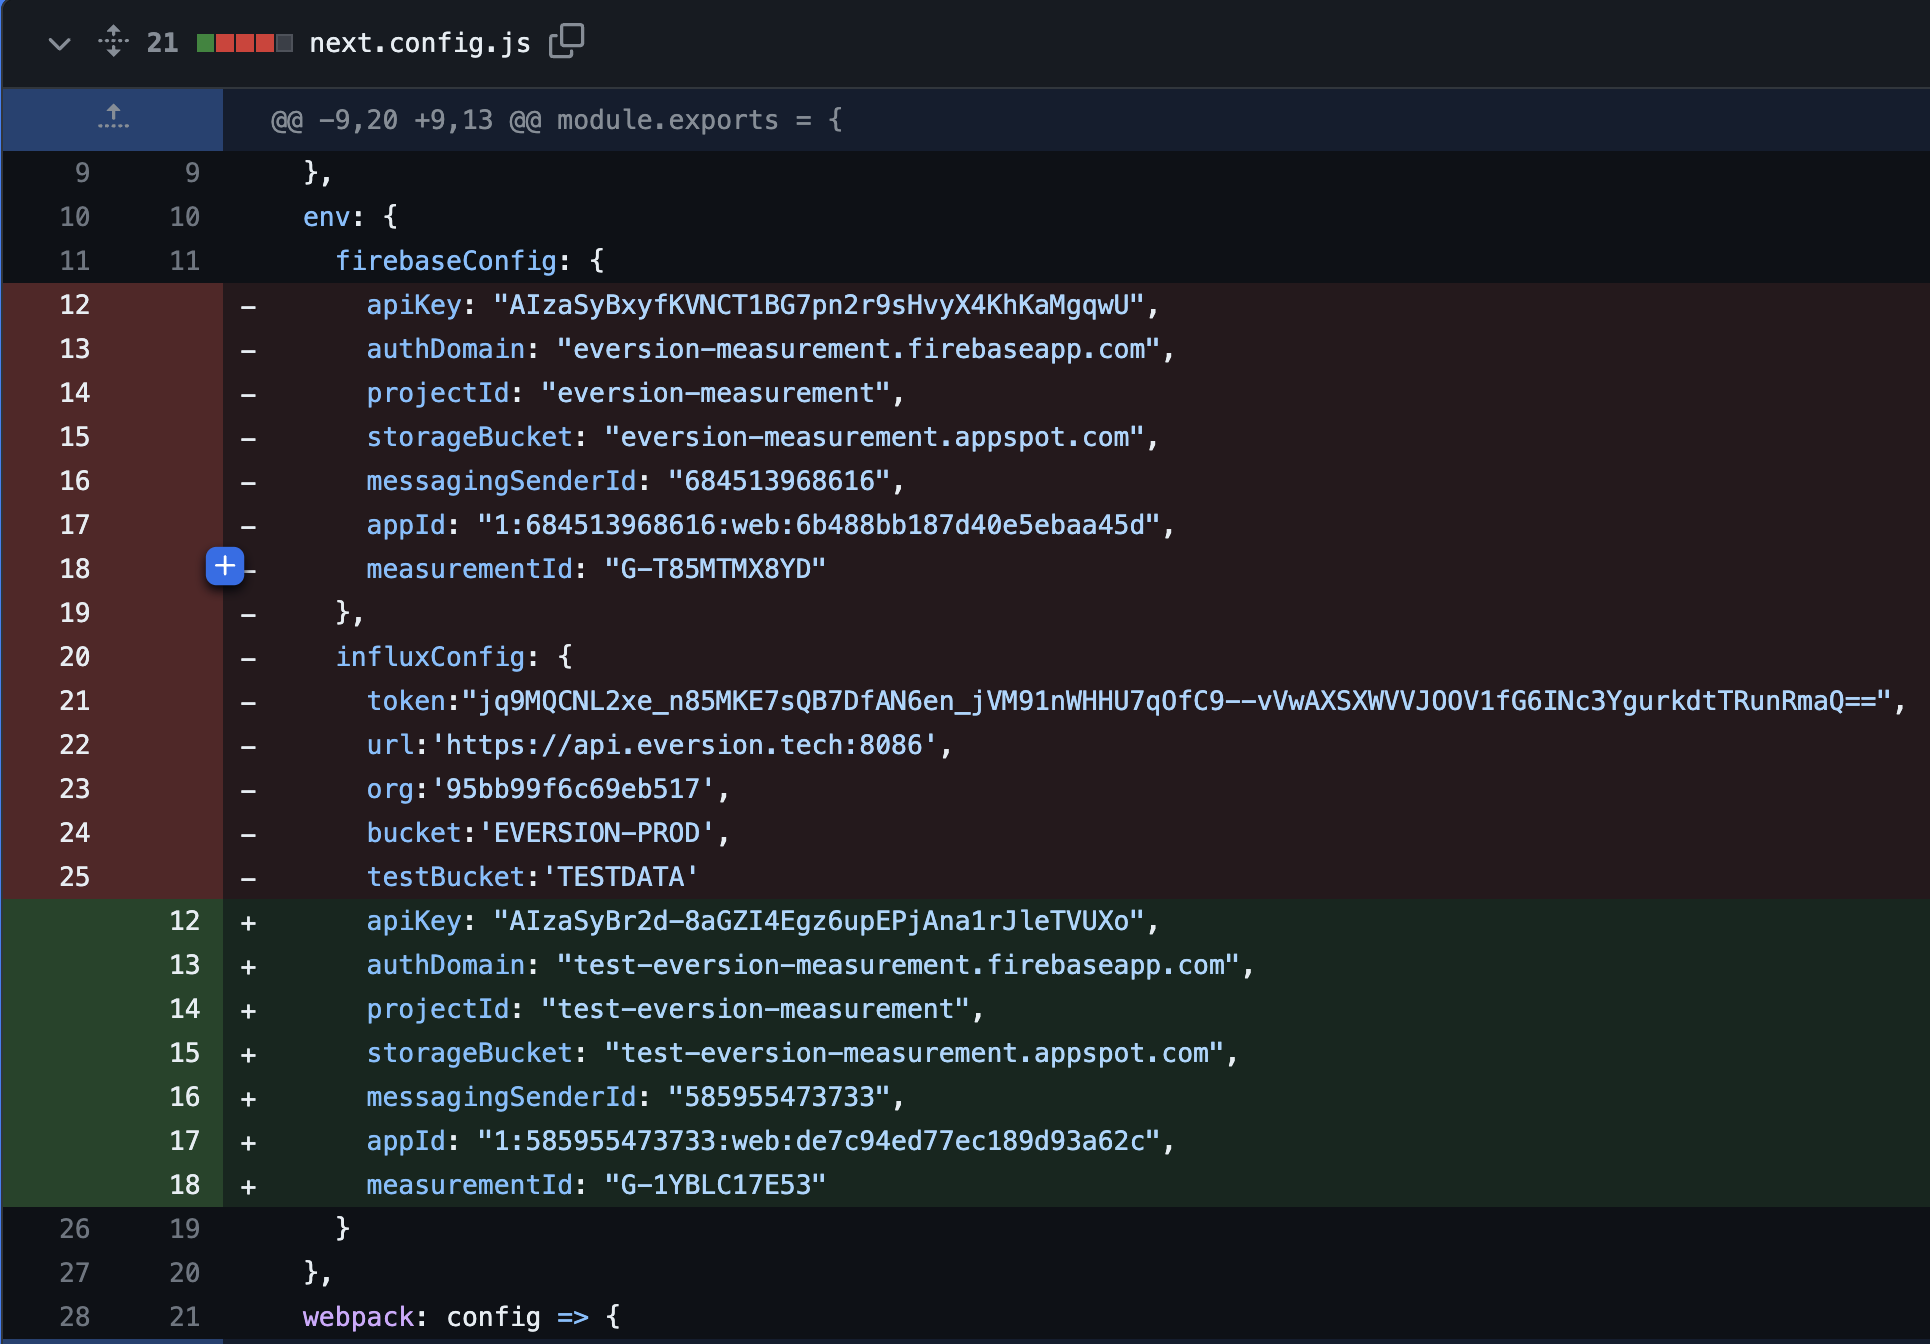 21 next.config.js
@@ -9,20 +9,13 @@ module.exports = {
9 9 },
10 10 env: {
11 11 firebaseConfig: {
12 - apiKey: "AIzaSyBxyfKVNCT1BG7pn2r9sHvyX4KhKaMgqwU",
13 - authDomain: "eversion-measurement.firebaseapp.com",
14 - projectId: "eversion-measurement",
15 - storageBucket: "eversion-measurement.appspot.com",
16 - messagingSenderId: "684513968616",
17 - appId: "1:684513968616:web:6b488bb187d40e5ebaa45d",
18 - measurementId: "G-T85MTMX8YD"
19 - },
20 - influxConfig: {
21 - token:"jq9MQCNL2xe_n85MKE7sQB7DfAN6en_jVM91nWHHU7qOfC9--vVwAXSXWVVJOOV1fG6INc3YgurkdtTRunRmaQ==",
22 - url:'https://api.eversion.tech:8086',
23 - org:'95bb99f6c69eb517',
24 - bucket:'EVERSION-PROD',
25 - testBucket:'TESTDATA'
12 + apiKey: "AIzaSyBr2d-8aGZI4Egz6upEPjAna1rJleTVUXo",
13 + authDomain: "test-eversion-measurement.firebaseapp.com",
14 + projectId: "test-eversion-measurement",
15 + storageBucket: "test-eversion-measurement.appspot.com",
16 + messagingSenderId: "585955473733",
17 + appId: "1:585955473733:web:de7c94ed77ec189d93a62c",
18 + measurementId: "G-1YBLC17E53"
26 19 }
27 20 },
28 21 webpack: config => {